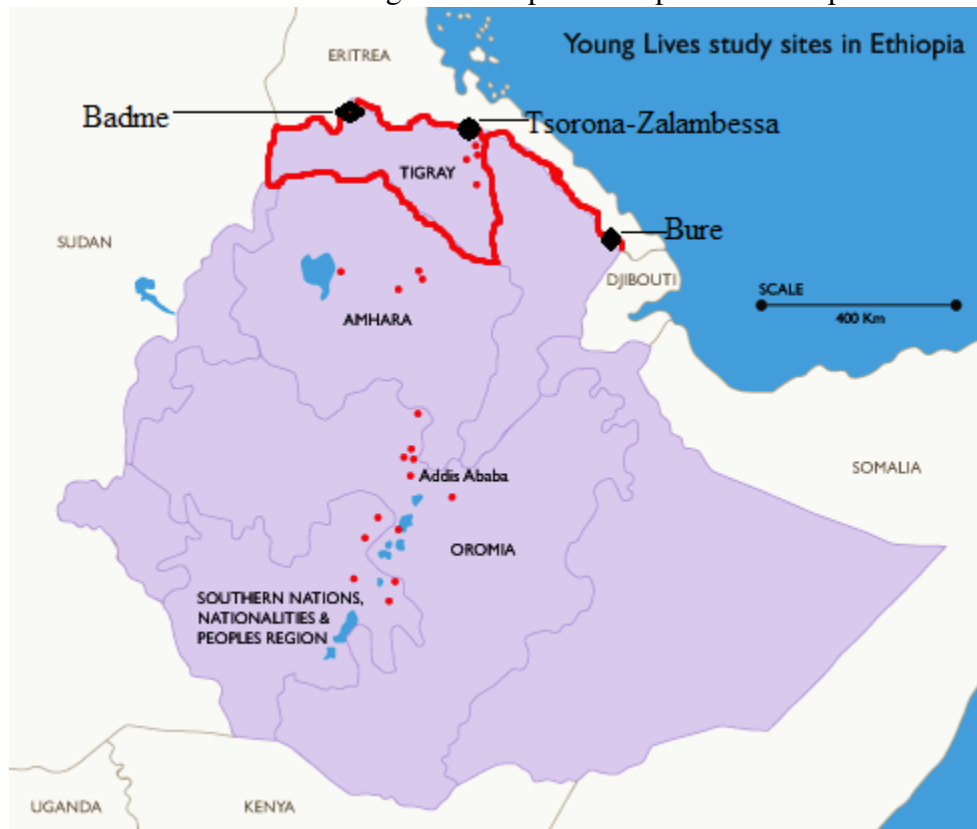 Young Lives study sites in Ethiopia
ERITREA
Badme
Tsorona-Zalambessa
TIGRAY
Bure
SUDAN
DJIBOUTI
SCALE
400 Km
AMHARA
Addis Ababa
SOMALIA
OROMIA
SOUTHERN NATIONS,
NATIONALITIES &
PEOPLES REGION
UGANDA
KENYA